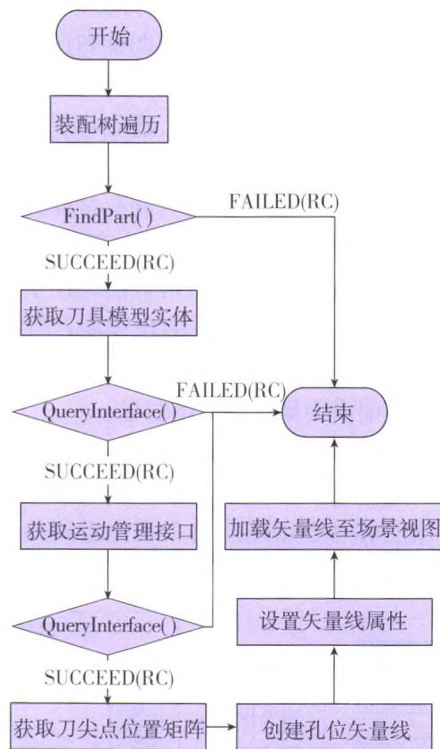 开始
装配树遍历
FindPart()
FAILED(RC)
SUCCEED(RC)
获取刀具模型实体
QueryInterface()
FAILED(RC)
结束
SUCCEED(RC)
获取运动管理接口
加载矢量线至场景视图
QueryInterface()
设置矢量线属性
SUCCEED(RC)
获取刀尖点位置矩阵
创建孔位矢量线